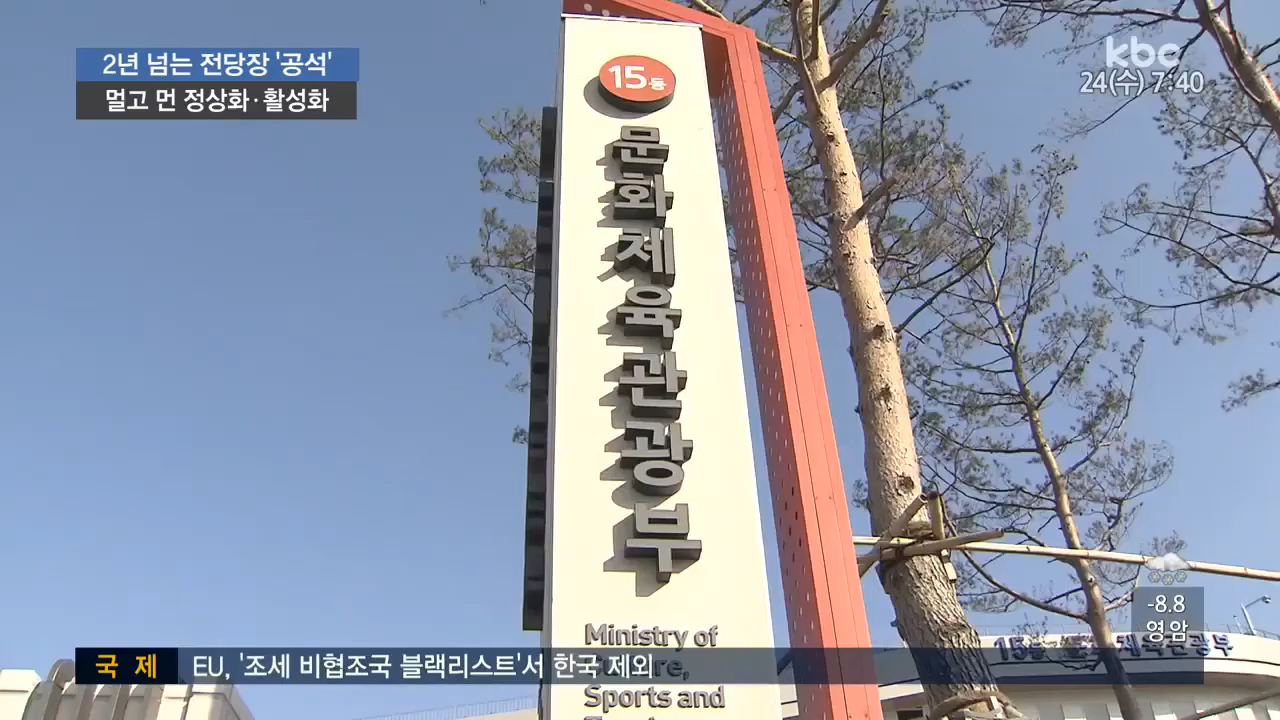 2년 넘는 전당장 '공석'
멀고 먼 정상화·활성화
kbc
24(수) 7:40
15동
문화체육관광부
Ministry of
Sports and
-8.8
영암
15동 체육관광부
국 제
EU, '조세 비협조국 블랙리스트'서 한국 제외